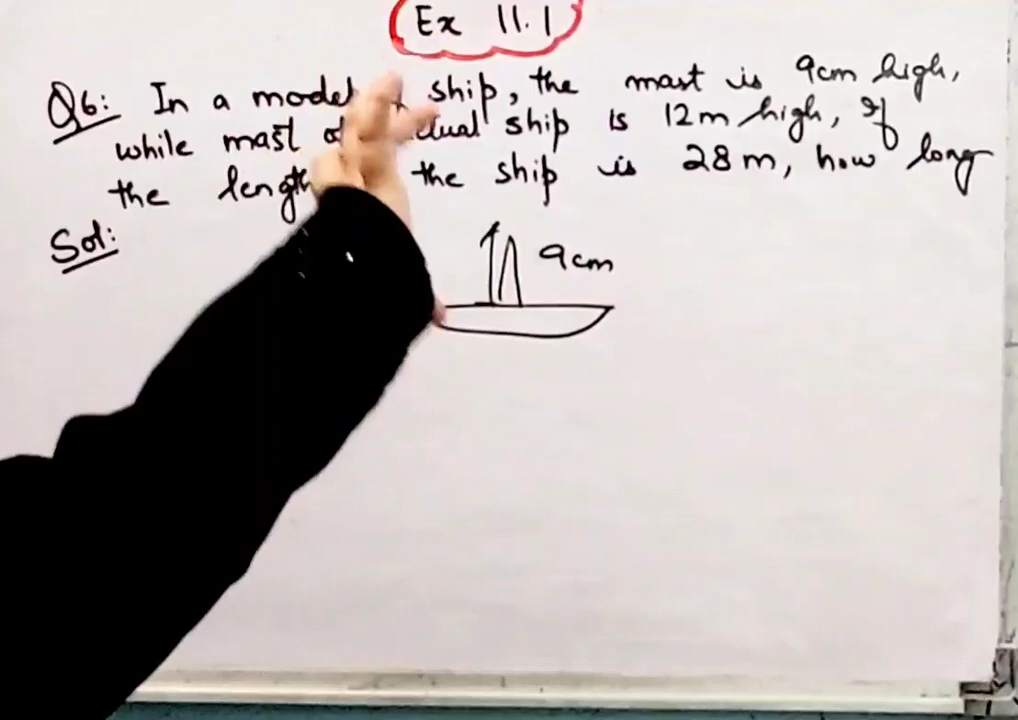 Ex 11.1
Q6: In a model ship, the mast is 9cm high,
while mast ship is 12m high, if
the the ship is 28m, how long
Sol:
9cm